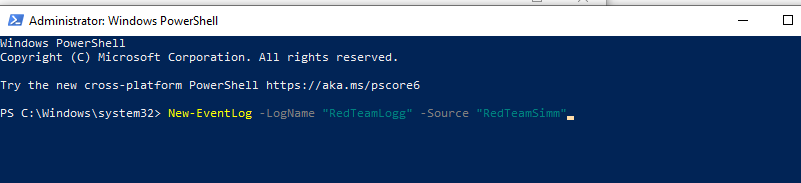 Administrator: Windows PowerShell
Windows PowerShell
Copyright (C) Microsoft Corporation. All rights reserved.
Try the new cross-platform PowerShell https://aka.ms/pscore6
PS C:\Windows\system32> New-EventLog -LogName "RedTeamLogg" -Source "RedTeamSimm"